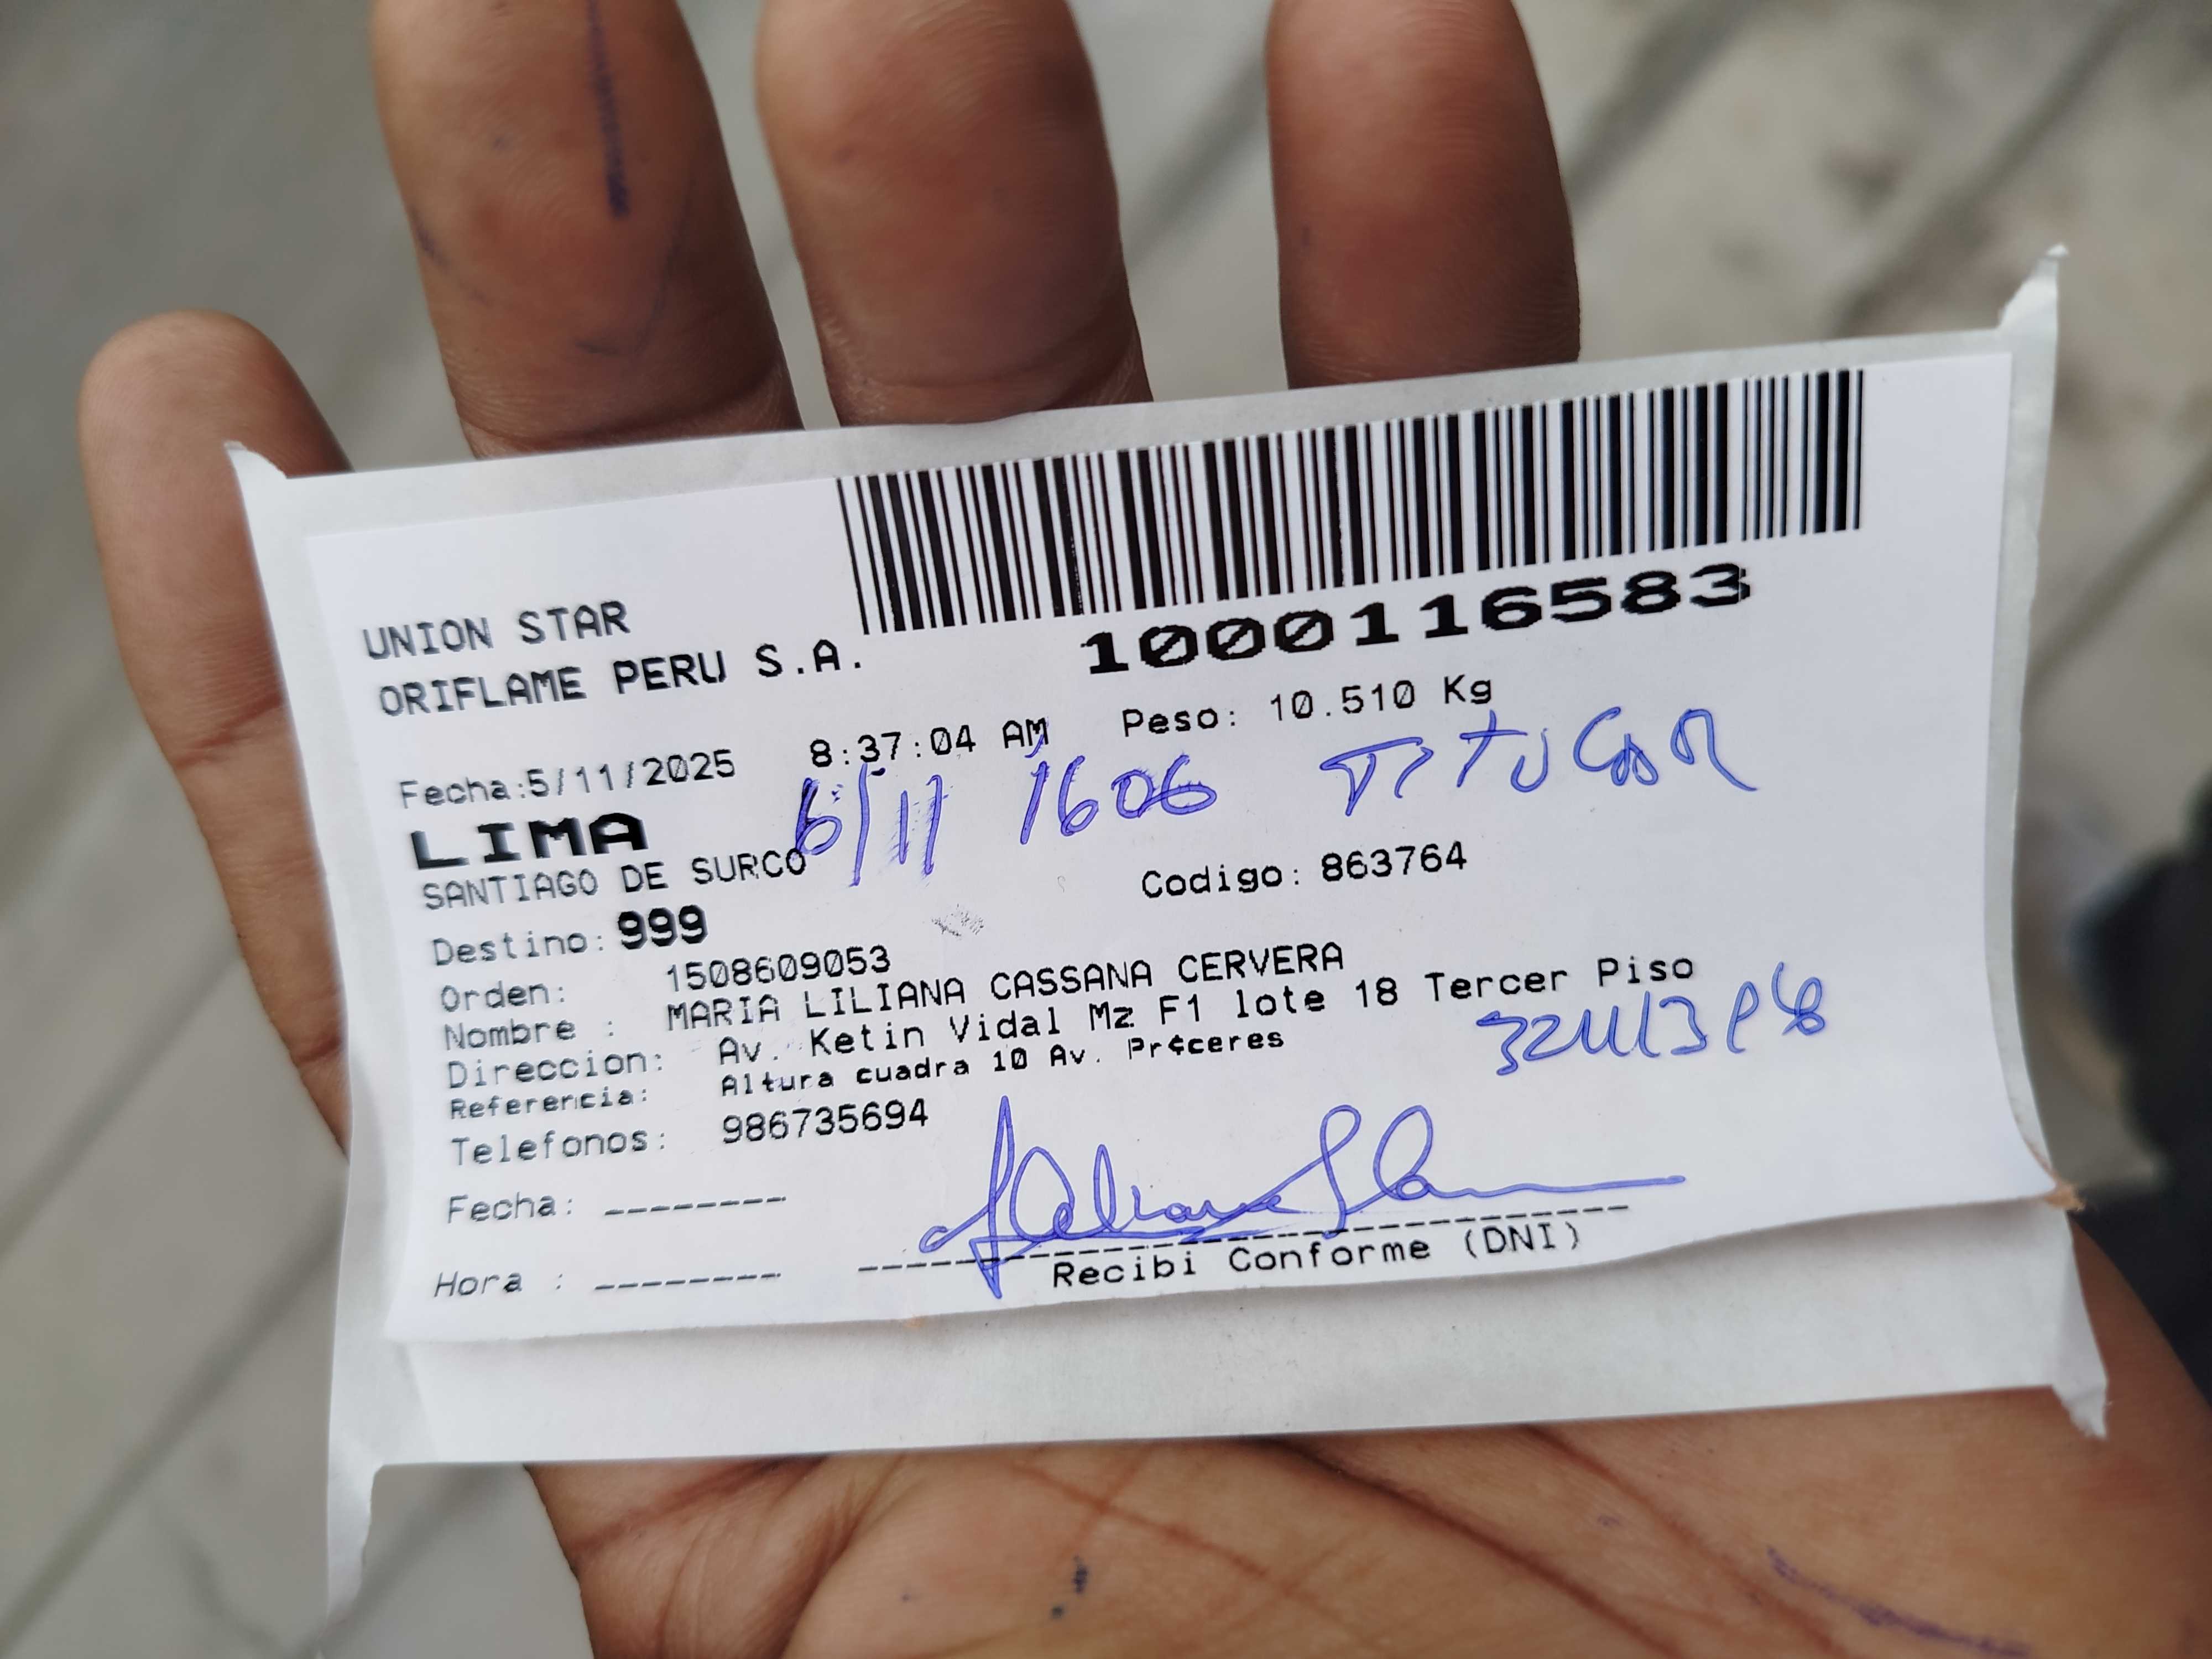 1000116583
UNION STAR
ORIFLAME PERU S.A.
Fecha:5/11/2025 8:37:04 AM Peso: 10.510 Kg
6/11 1606 TITULAR
LIMA
SANTIAGO DE SURCO
Codigo: 863764
Destino: 999
Orden: 1508609053
Nombre : MARIA LILIANA CASSANA CERVERA
Direccion: Av. Ketin Vidal Mz F1 lote 18 Tercer Piso
Referencia: Altura cuadra 10 Av. Pr¢ceres
Telefonos: 986735694
Fecha: --------
Hora : --------
Recibi Conforme (DNI)